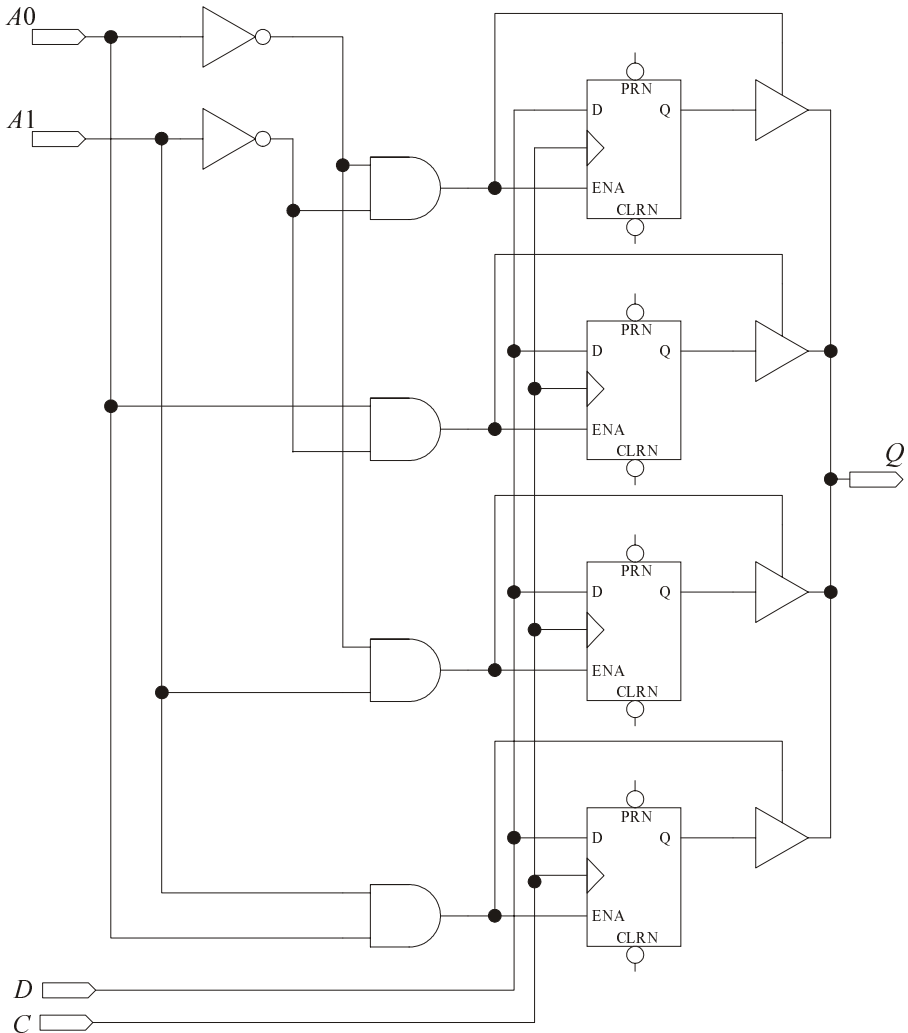 A0
PRN
D Q
A1
ENA
CLRN
PRN
D Q
ENA
CLRN
Q
PRN
D Q
ENA
CLRN
PRN
D Q
ENA
CLRN
D
C